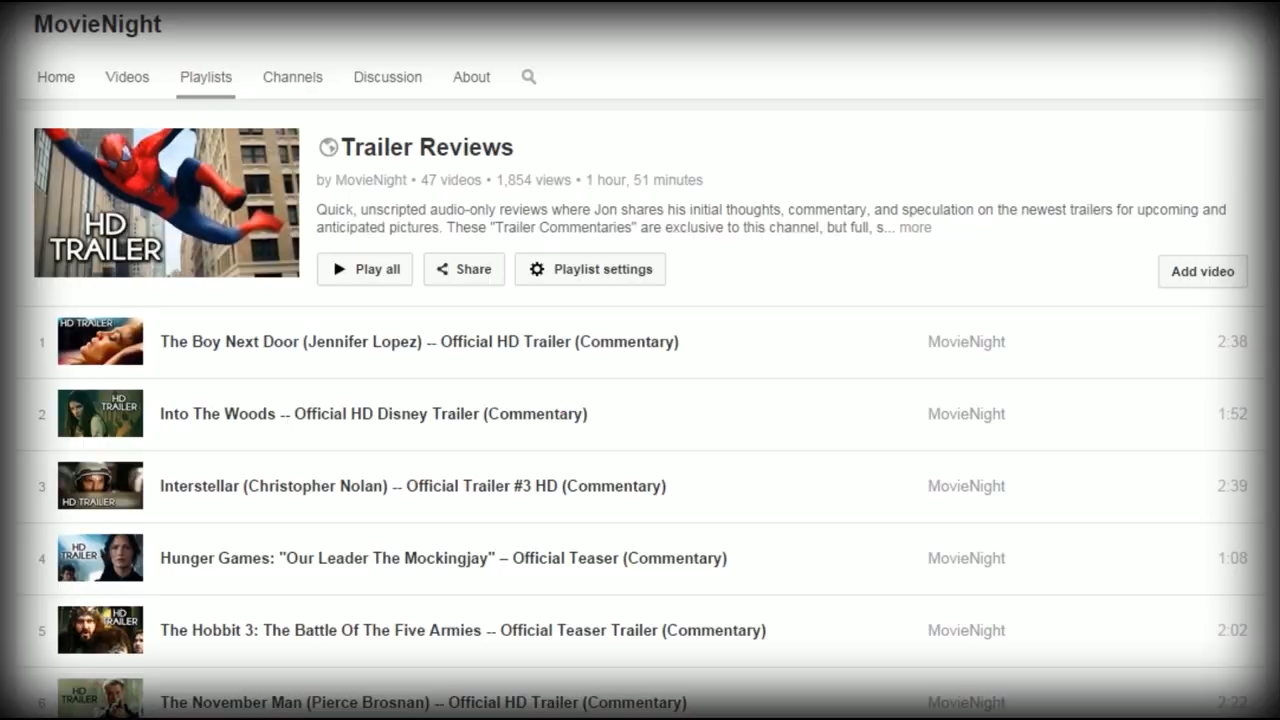 MovieNight
Home Videos Playlists Channels Discussion About
Trailer Reviews
by MovieNight • 47 videos • 1,854 views • 1 hour, 51 minutes
Quick, unscripted audio-only reviews where Jon shares his initial thoughts, commentary, and speculation on the newest trailers for upcoming and
anticipated pictures. These "Trailer Commentaries" are exclusive to this channel, but full, s... more
HD
TRAILER
Play all Share Playlist settings Add video
1 HD TRAILER The Boy Next Door (Jennifer Lopez) -- Official HD Trailer (Commentary) MovieNight 2:38
2 HD TRAILER Into The Woods -- Official HD Disney Trailer (Commentary) MovieNight 1:52
3 HD TRAILER Interstellar (Christopher Nolan) -- Official Trailer #3 HD (Commentary) MovieNight 2:39
4 HD TRAILER Hunger Games: "Our Leader The Mockingjay" – Official Teaser (Commentary) MovieNight 1:08
5 HD TRAILER The Hobbit 3: The Battle Of The Five Armies -- Official Teaser Trailer (Commentary) MovieNight 2:02
6 HD TRAILER The November Man (Pierce Brosnan) -- Official HD Trailer (Commentary) MovieNight 2:22